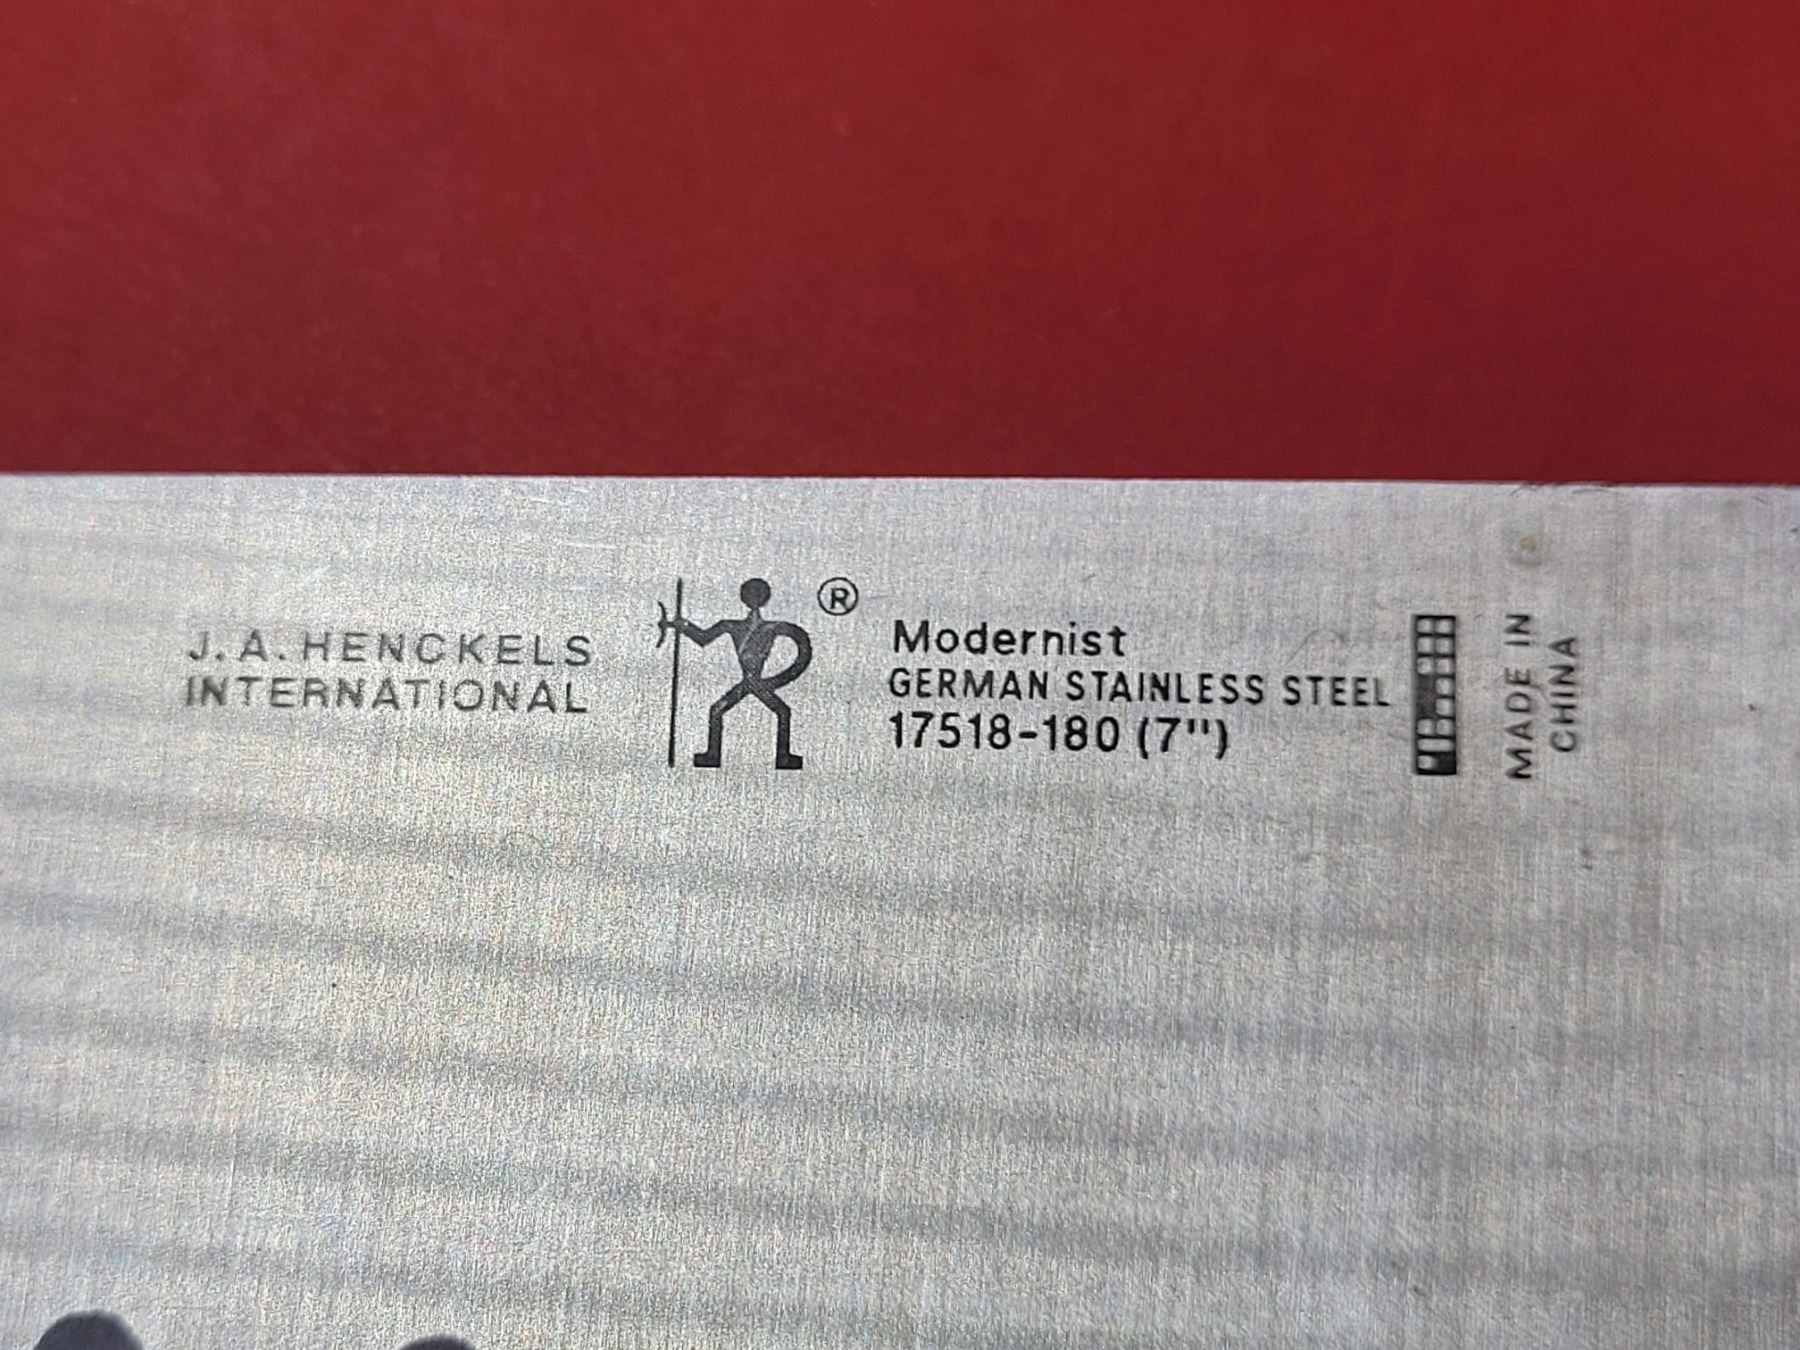 J.A. HENCKELS
INTERNATIONAL
®
Modernist
GERMAN STAINLESS STEEL
17518-180 (7")
MADE IN
CHINA